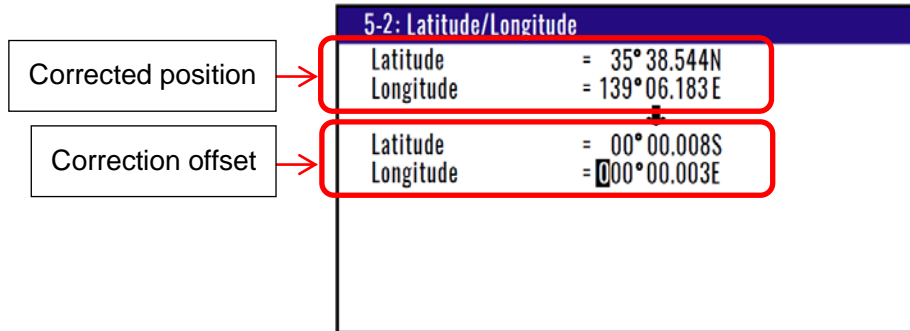 5-2: Latitude/Longitude
Corrected position
Latitude = 35° 38.544N
Longitude = 139° 06.183 E
Correction offset
Latitude = 00° 00.008S
Longitude = 000° 00.003E